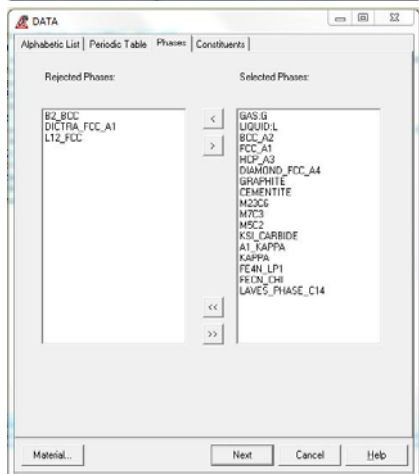 DATA
Alphabetic List Periodic Table Phases Constituents
Rejected Phases:
B2_BCC
DICTRA_FCC_A1
L12_FCC
<
>
<<
>>
Selected Phases:
GAS:G
LIQUID:L
BCC_A2
FCC_A1
HCP_A3
DIAMOND_FCC_A4
GRAPHITE
CEMENTITE
M23C6
M7C3
M5C2
KSI_CARBIDE
A1_KAPPA
KAPPA
FE4N_LP1
FECN_CHI
LAVES_PHASE_C14
Material... Next Cancel Help